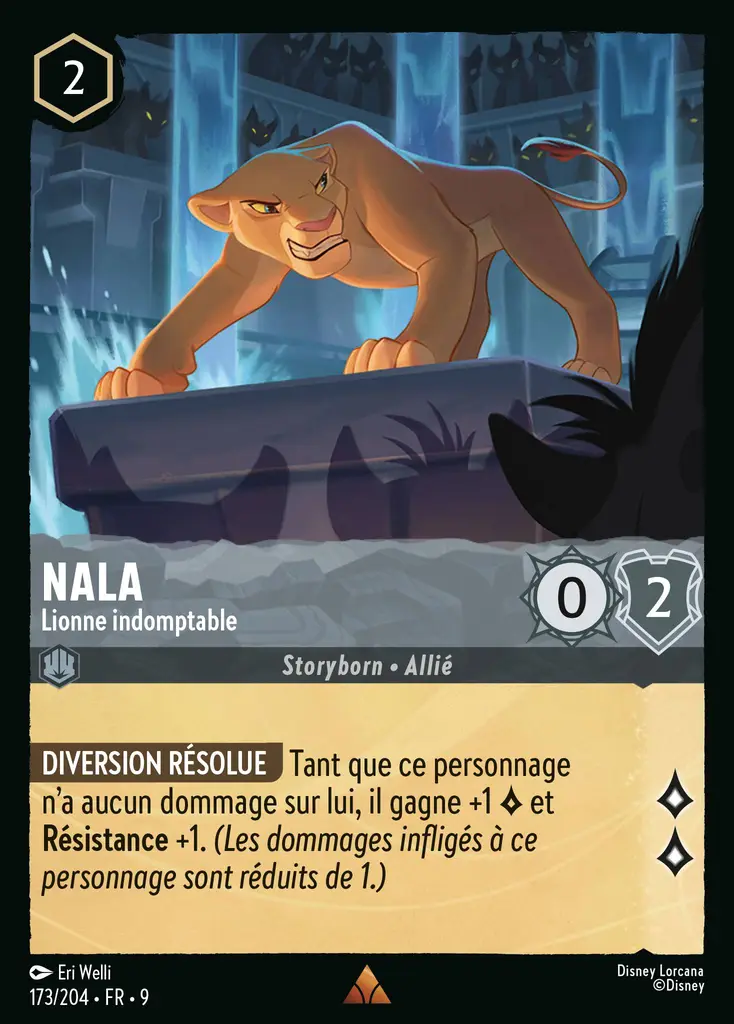 2
NALA
Lionne indomptable
0
2
Storyborn • Allié
DIVERSION RÉSOLUE Tant que ce personnage
n'a aucun dommage sur lui, il gagne +1 et
Résistance +1. (Les dommages infligés à ce
personnage sont réduits de 1.)
Eri Welli
Disney Lorcana
173/204 • FR • 9
©Disney